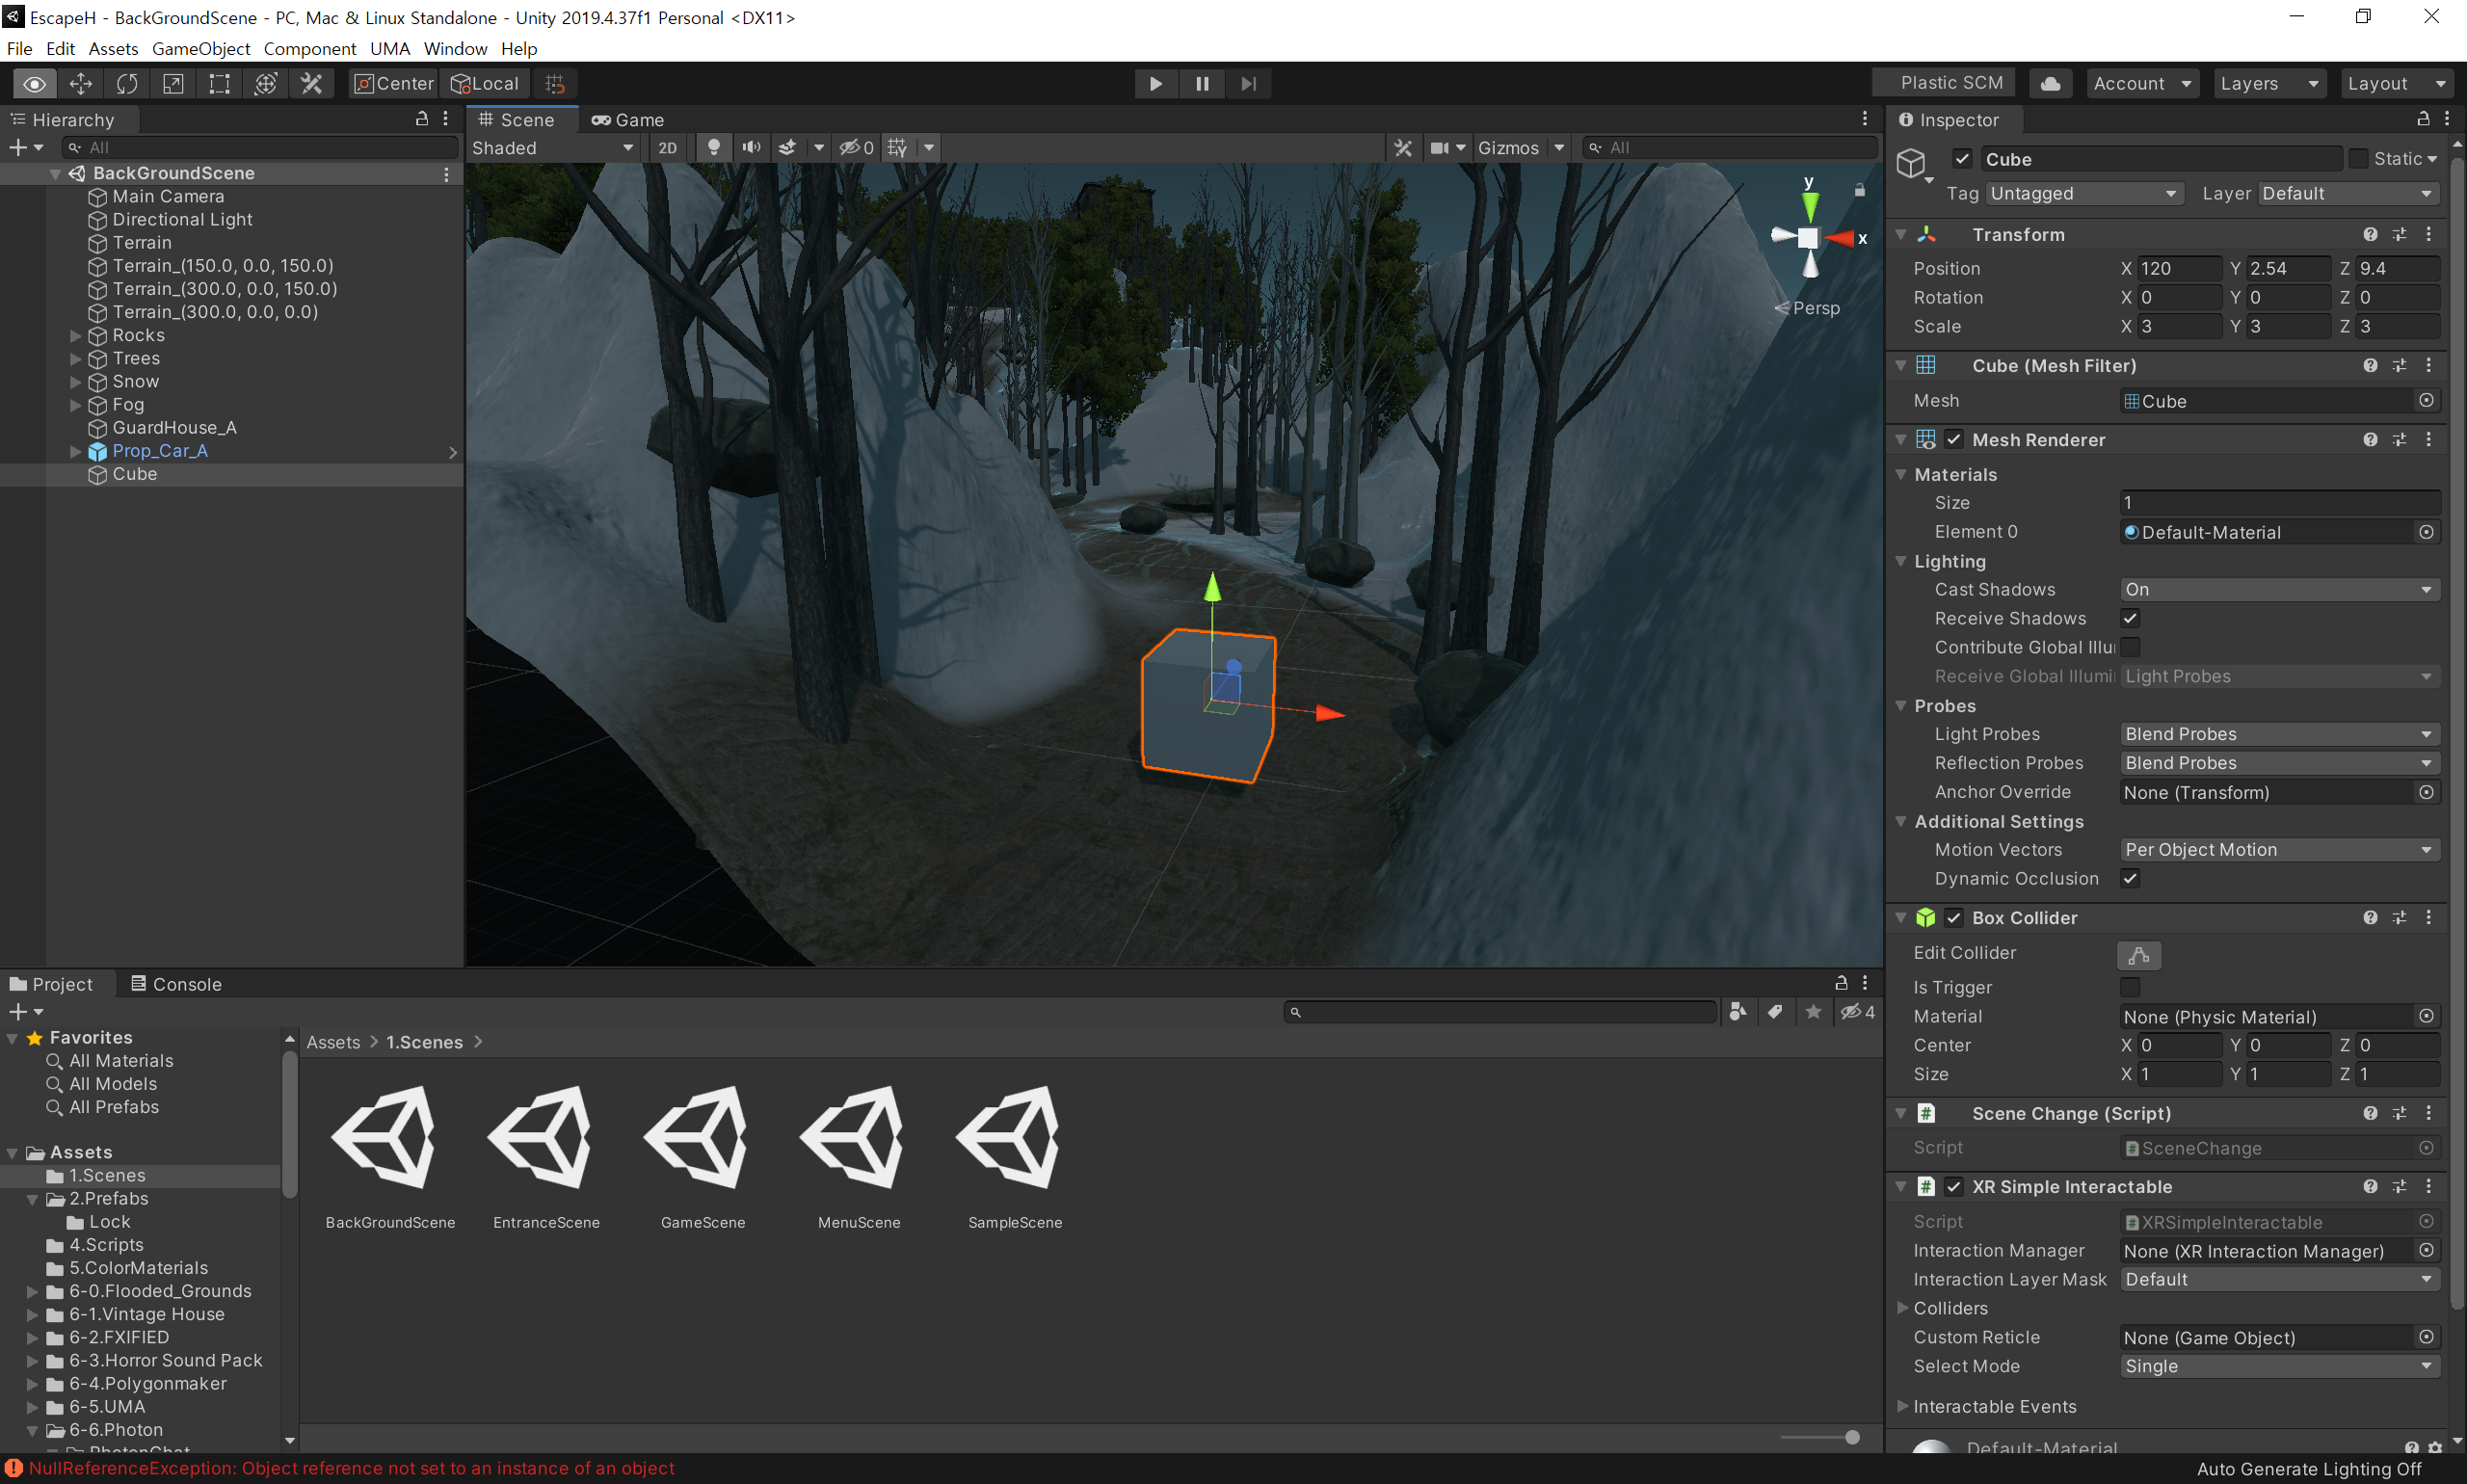 EscapeH - BackGroundScene - PC, Mac & Linux Standalone - Unity 2019.4.37f1 Personal <DX11>
File Edit Assets GameObject Component UMA Window Help
Center Local Plastic SCM Account Layers Layout
Hierarchy
All
BackGroundScene
Main Camera
Directional Light
Terrain
Terrain_(150.0, 0.0, 150.0)
Terrain_(300.0, 0.0, 150.0)
Terrain_(300.0, 0.0, 0.0)
Rocks
Trees
Snow
Fog
GuardHouse_A
Prop_Car_A
Cube
Scene Game
Shaded 2D 0 Gizmos All
y
x
Persp
Inspector
Cube Static
Tag Untagged Layer Default
Transform
Position X 120 Y 2.54 Z 9.4
Rotation X 0 Y 0 Z 0
Scale X 3 Y 3 Z 3
Cube (Mesh Filter)
Mesh Cube
Mesh Renderer
Materials
Size 1
Element 0 Default-Material
Lighting
Cast Shadows On
Receive Shadows
Contribute Global Illu
Receive Global Illumi Light Probes
Probes
Light Probes Blend Probes
Reflection Probes Blend Probes
Anchor Override None (Transform)
Additional Settings
Motion Vectors Per Object Motion
Dynamic Occlusion
Box Collider
Edit Collider
Is Trigger
Material None (Physic Material)
Center X 0 Y 0 Z 0
Size X 1 Y 1 Z 1
Scene Change (Script)
Script SceneChange
XR Simple Interactable
Script XRSimpleInteractable
Interaction Manager None (XR Interaction Manager)
Interaction Layer Mask Default
Colliders
Custom Reticle None (Game Object)
Select Mode Single
Interactable Events
Default-Material
Project Console
4
Favorites
All Materials
All Models
All Prefabs
Assets
1.Scenes
2.Prefabs
Lock
4.Scripts
5.ColorMaterials
6-0.Flooded_Grounds
6-1.Vintage House
6-2.FXIFIED
6-3.Horror Sound Pack
6-4.Polygonmaker
6-5.UMA
6-6.Photon
PhotonChat
Assets > 1.Scenes >
BackGroundScene EntranceScene GameScene MenuScene SampleScene
NullReferenceException: Object reference not set to an instance of an object
Auto Generate Lighting Off